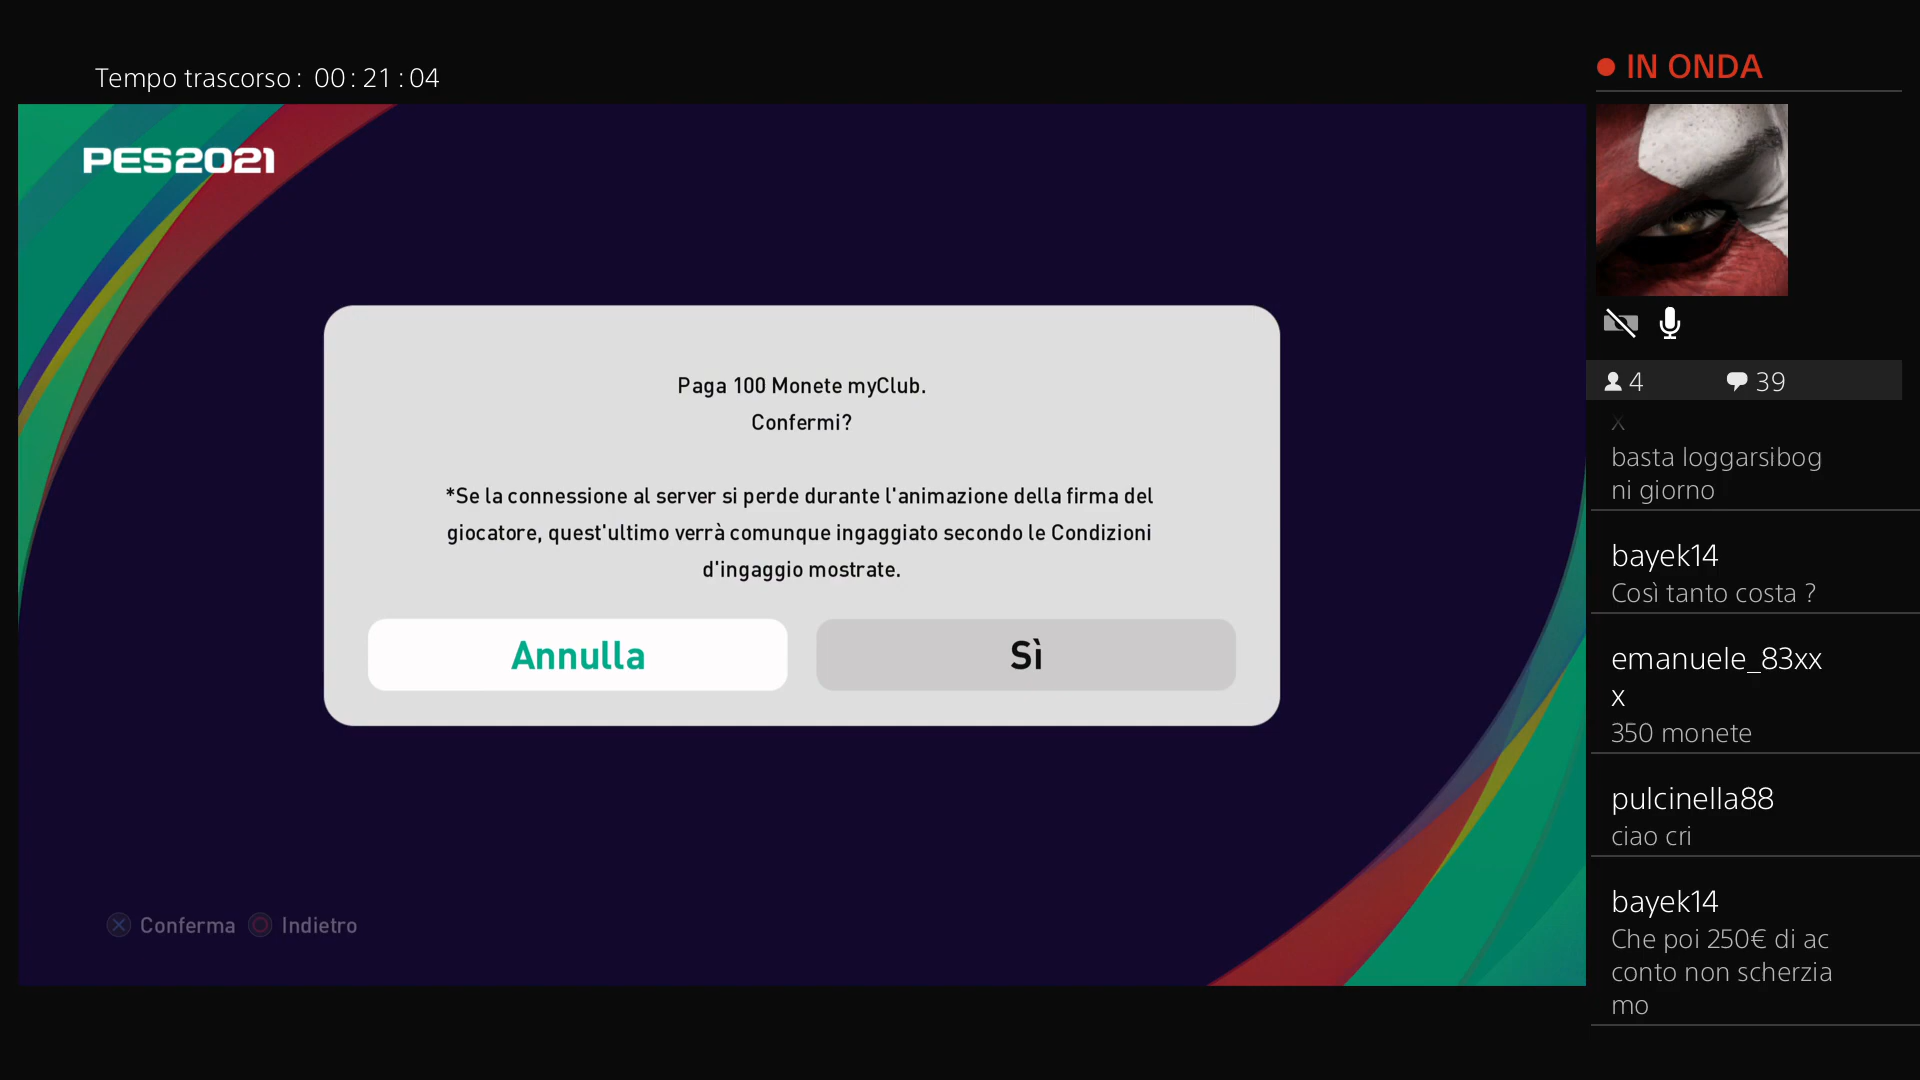 Tempo trascorso: 00:21:04
PES2021
Paga 100 Monete myClub.
Confermi?
*Se la connessione al server si perde durante l'animazione della firma del
giocatore, quest'ultimo verrà comunque ingaggiato secondo le Condizioni
d'ingaggio mostrate.
Annulla
Sì
Conferma
Indietro
IN ONDA
4
39
x
basta loggarsibog
ni giorno
bayek14
Così tanto costa ?
emanuele_83xx
x
350 monete
pulcinella88
ciao cri
bayek14
Che poi 250€ di ac
conto non scherzia
mo